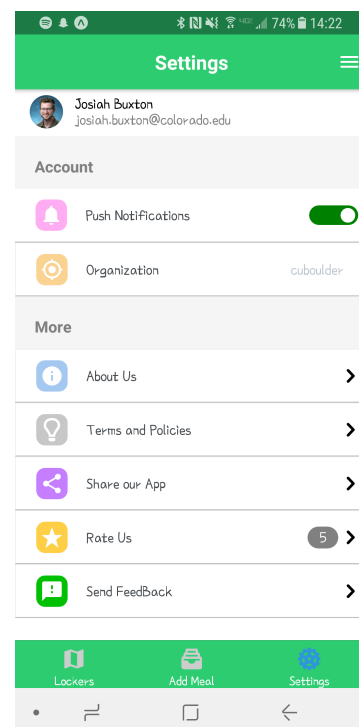 74% 14:22
Settings
Josiah Buxton
josiah.buxton@colorado.edu
Account
Push Notifications
Organization cuboulder
More
About Us
Terms and Policies
Share our App
Rate Us 5
Send FeedBack
Lockers Add Meal Settings